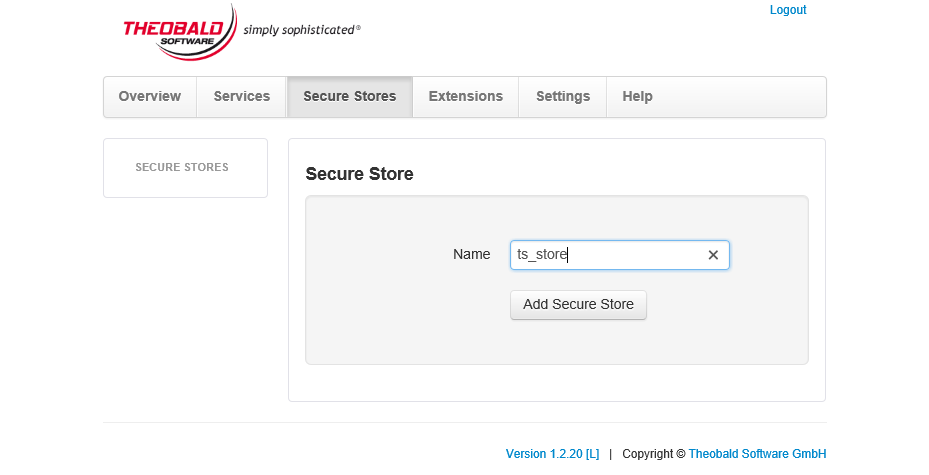 Logout
THEOBALD
SOFTWARE
simply sophisticated®
Overview Services Secure Stores Extensions Settings Help
SECURE STORES
Secure Store
Name ts_store
Add Secure Store
Version 1.2.20 [L] | Copyright © Theobald Software GmbH